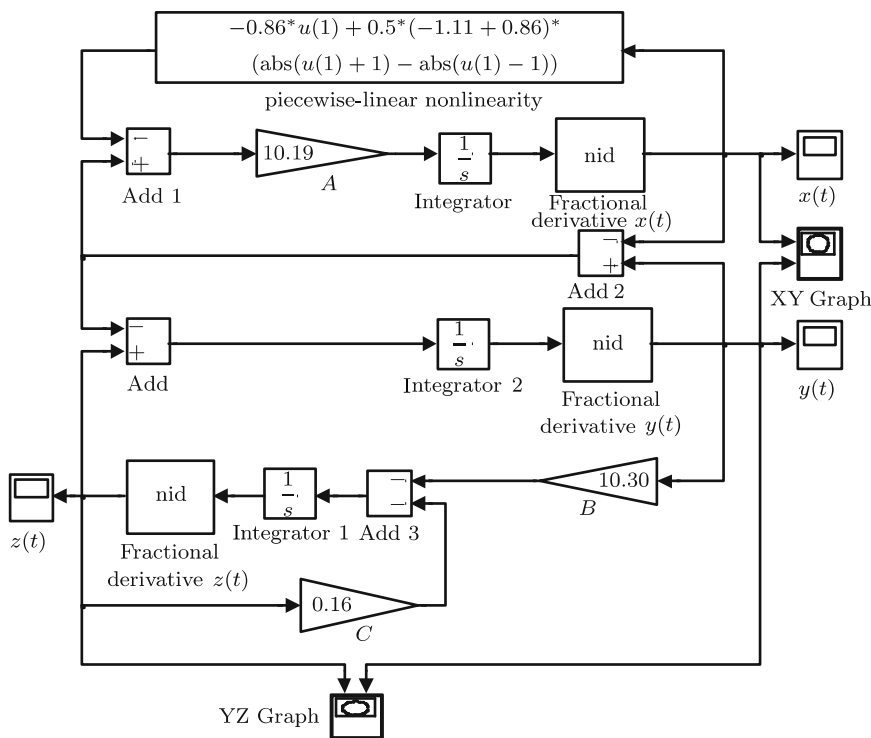 −0.86*u(1) + 0.5*(−1.11 + 0.86)*
(abs(u(1) + 1) − abs(u(1) − 1))
piecewise-linear nonlinearity
+
Add 1
10.19
A
1
s
Integrator
nid
Fractional
derivative x(t)
x(t)
+
Add 2
XY Graph
−
+
Add
1
s
Integrator 2
nid
Fractional
derivative y(t)
y(t)
z(t)
nid
Fractional
derivative z(t)
1
s
Integrator 1
Add 3
10.30
B
0.16
C
YZ Graph